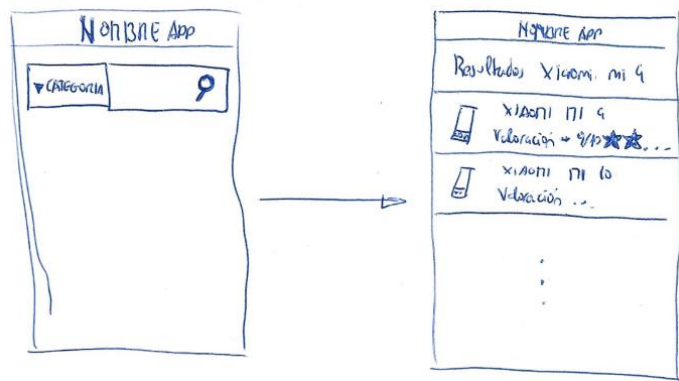 NOMBRE APP
▼CATEGORIA
NOMBRE APP
Resultados Xiaomi mi 9
XIAOMI MI 9
Valoración → 9/10 ★★...
XIAOMI MI 10
Valoración ...